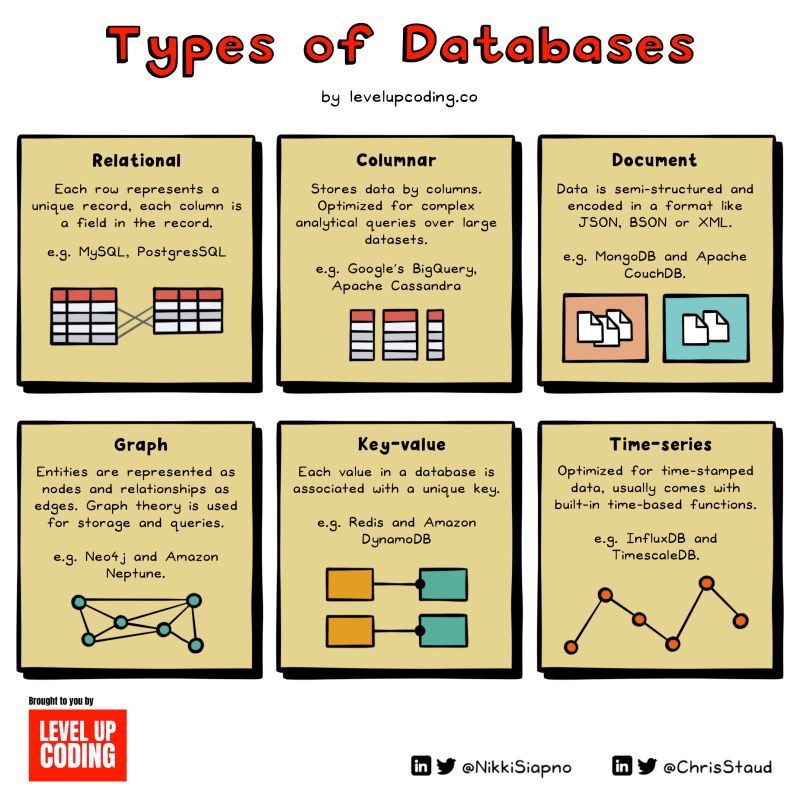 Types of Databases
by levelupcoding.co
Relational
Each row represents a
unique record, each column is
a field in the record.
e.g. MySQL, PostgresSQL
Columnar
Stores data by columns.
Optimized for complex
analytical queries over large
datasets.
e.g. Google's BigQuery,
Apache Cassandra
Document
Data is semi-structured and
encoded in a format like
JSON, BSON or XML.
e.g. MongoDB and Apache
CouchDB.
Graph
Entities are represented as
nodes and relationships as
edges. Graph theory is used
for storage and queries.
e.g. Neo4j and Amazon
Neptune.
Key-value
Each value in a database is
associated with a unique key.
e.g. Redis and Amazon
DynamoDB
Time-series
Optimized for time-stamped
data, usually comes with
built-in time-based functions.
e.g. InfluxDB and
TimescaleDB.
Brought to you by
LEVEL UP
CODING
in @NikkiSiapno
in @ChrisStaud